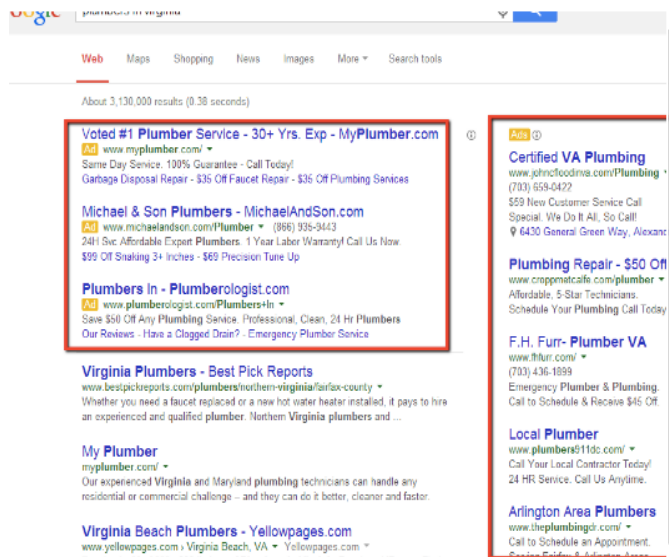 plumbers in virginia
Web Maps Shopping News Images More Search tools
About 3,130,000 results (0.38 seconds)
Voted #1 Plumber Service - 30+ Yrs. Exp - MyPlumber.com
Ad www.myplumber.com/
Same Day Service. 100% Guarantee - Call Today!
Garbage Disposal Repair - $35 Off Faucet Repair - $35 Off Plumbing Services
Michael & Son Plumbers - MichaelAndSon.com
Ad www.michaelandson.com/Plumber (866) 935-9443
24H Svc Affordable Expert Plumbers. 1 Year Labor Warranty! Call Us Now.
$99 Off Snaking 3+ Inches - $69 Precision Tune Up
Plumbers In - Plumberologist.com
Ad www.plumberologist.com/Plumbers+In
Save $50 Off Any Plumbing Service. Professional, Clean, 24 Hr Plumbers
Our Reviews - Have a Clogged Drain? - Emergency Plumber Service
Virginia Plumbers - Best Pick Reports
www.bestpickreports.com/plumbers/northern-virginia/fairfax-county
Whether you need a faucet replaced or a new hot water heater installed, it pays to hire
an experienced and qualified plumber. Northern Virginia plumbers and ...
My Plumber
myplumber.com/
Our experienced Virginia and Maryland plumbing technicians can handle any
residential or commercial challenge – and they can do it better, cleaner and faster.
Virginia Beach Plumbers - Yellowpages.com
www.yellowpages.com › Virginia Beach, VA Yellowpages.com
Ads
Certified VA Plumbing
www.johncfloodinva.com/Plumbing
(703) 659-0422
$59 New Customer Service Call
Special. We Do It All, So Call!
6430 General Green Way, Alexand
Plumbing Repair - $50 Off
www.croppmetcalfe.com/plumber
Affordable, 5-Star Technicians.
Schedule Your Plumbing Call Today
F.H. Furr- Plumber VA
www.fhfurr.com/
(703) 436-1899
Emergency Plumber & Plumbing.
Call to Schedule & Receive $45 Off.
Local Plumber
www.plumbers911dc.com/
Call Your Local Contractor Today!
24 HR Service. Call Us Anytime.
Arlington Area Plumbers
www.theplumbingdr.com/
Call to Schedule an Appointment.